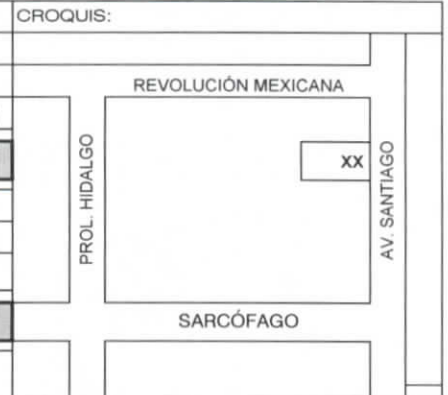 CROQUIS:
REVOLUCIÓN MEXICANA
PROL. HIDALGO
XX
AV. SANTIAGO
SARCÓFAGO